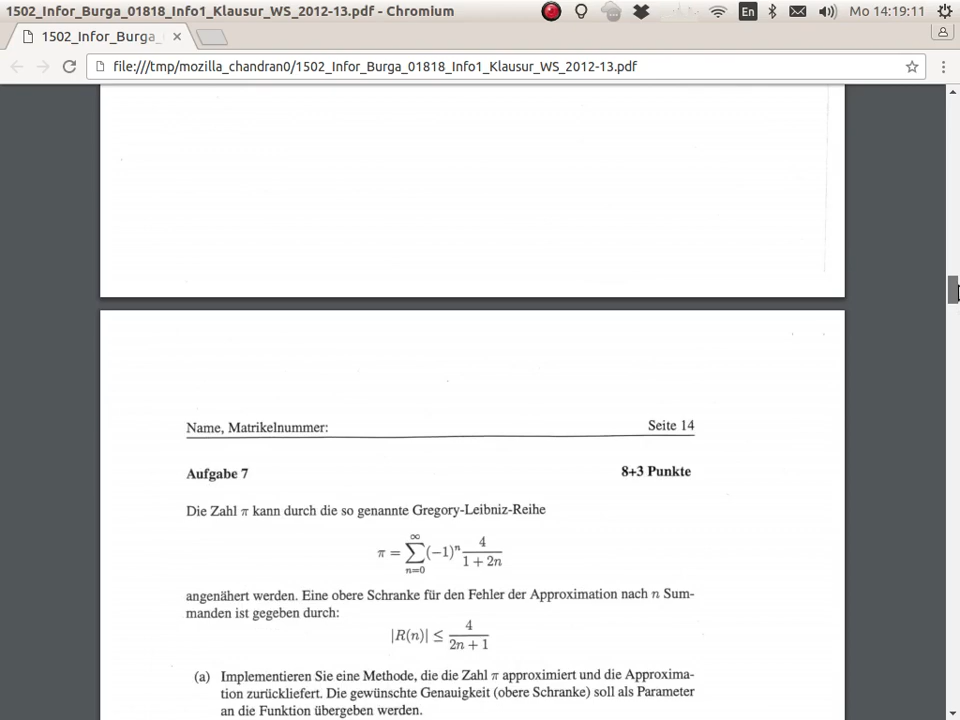 1502_Infor_Burga_01818_Info1_Klausur_WS_2012-13.pdf - Chromium
En
Mo 14:19:11
1502_Infor_Burga_
file:///tmp/mozilla_chandran0/1502_Infor_Burga_01818_Info1_Klausur_WS_2012-13.pdf
Name, Matrikelnummer: Seite 14
Aufgabe 7 8+3 Punkte
Die Zahl π kann durch die so genannte Gregory-Leibniz-Reihe
π = ∑_{n=0}^{∞} (−1)^n 4/(1 + 2n)
angenähert werden. Eine obere Schranke für den Fehler der Approximation nach n Sum-
manden ist gegeben durch:
|R(n)| ≤ 4/(2n + 1)
(a) Implementieren Sie eine Methode, die die Zahl π approximiert und die Approxima-
tion zurückliefert. Die gewünschte Genauigkeit (obere Schranke) soll als Parameter
an die Funktion übergeben werden.